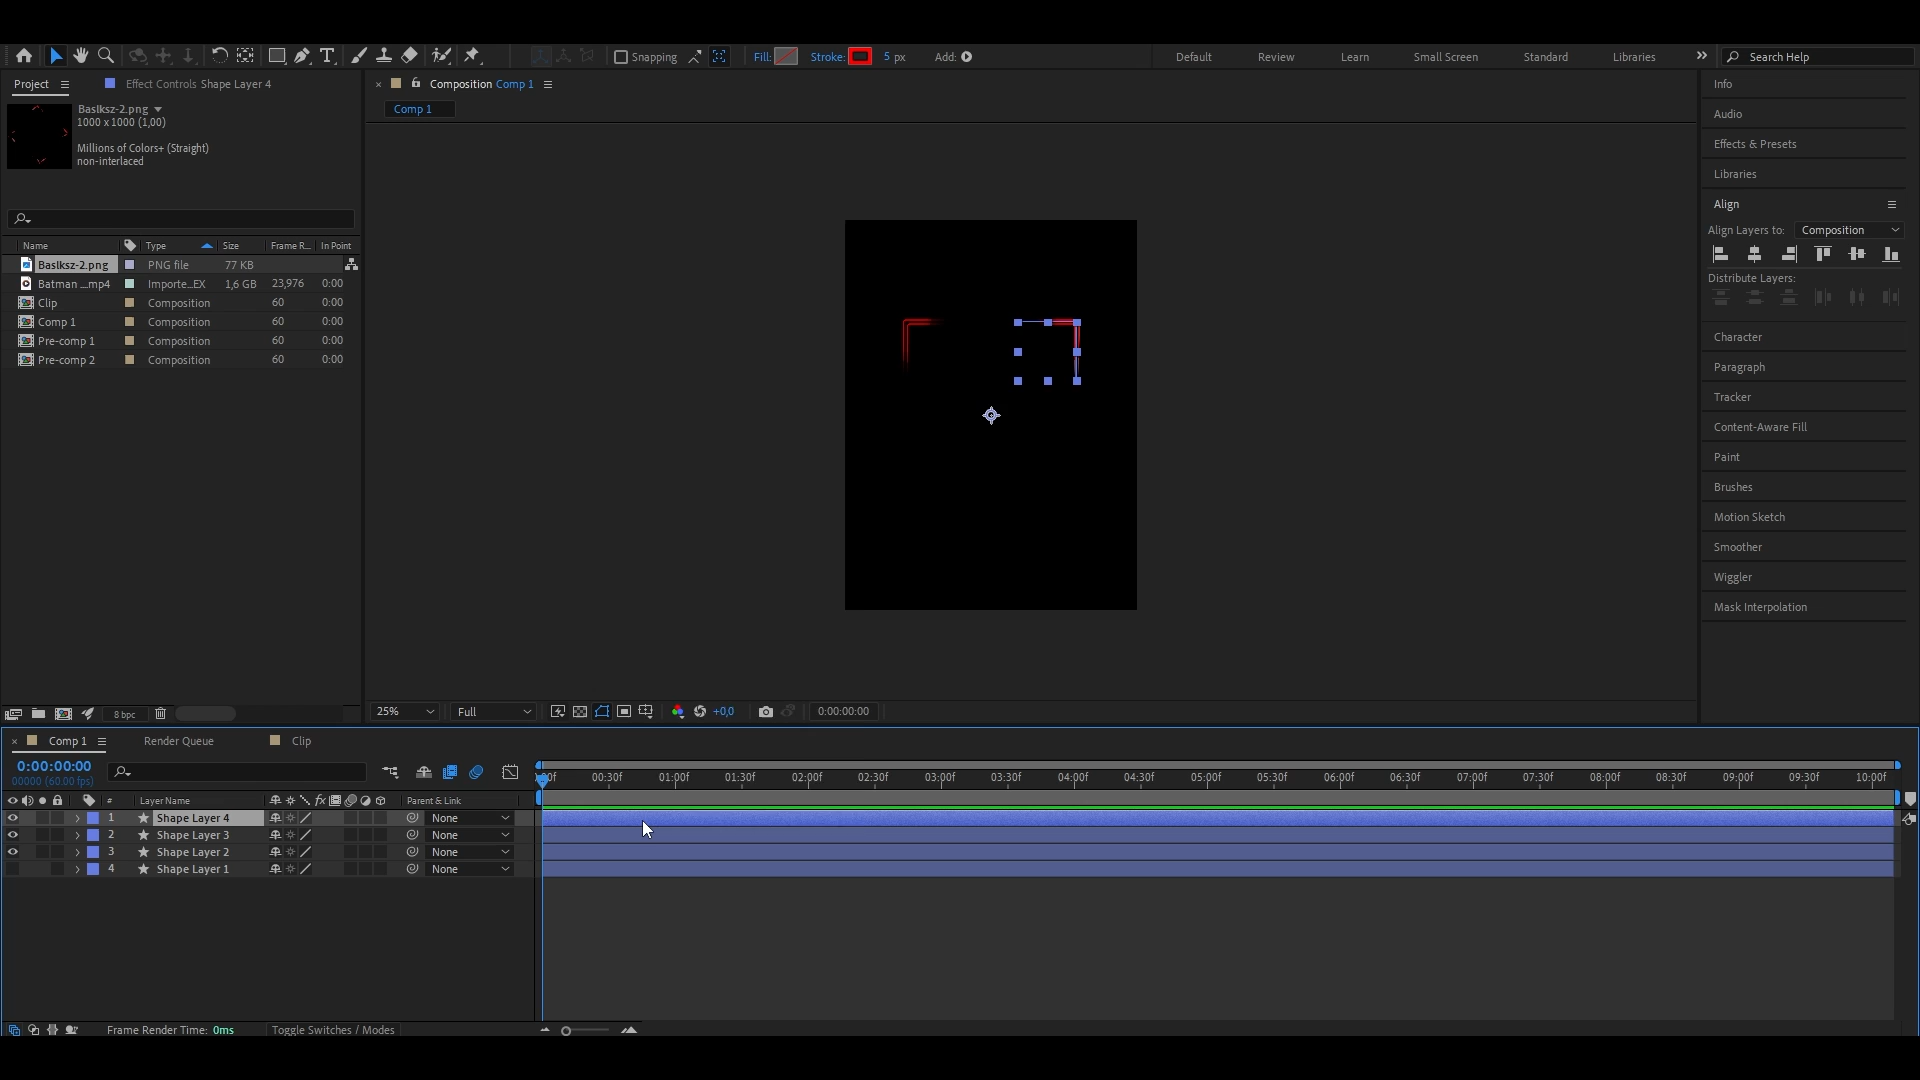 Snapping
Fill: Stroke: 5 px Add:
Default Review Learn Small Screen Standard Libraries Search Help
Project Effect Controls Shape Layer 4
Composition Comp 1
Comp 1
Baslksz-2.png
1000 x 1000 (1,00)
Millions of Colors+ (Straight)
non-interlaced
Name Type Size Frame R... In Point
Baslksz-2.png PNG file 77 KB
Batman ...mp4 Importe...EX 1,6 GB 23,976 0:00
Clip Composition 60 0:00
Comp 1 Composition 60 0:00
Pre-comp 1 Composition 60 0:00
Pre-comp 2 Composition 60 0:00
8 bpc
25% Full +0,0 0:00:00:00
Info
Audio
Effects & Presets
Libraries
Align
Align Layers to: Composition
Distribute Layers:
Character
Paragraph
Tracker
Content-Aware Fill
Paint
Brushes
Motion Sketch
Smoother
Wiggler
Mask Interpolation
Comp 1 Render Queue Clip
0:00:00:00
00000 (60.00 fps)
00:30f 01:00f 01:30f 02:00f 02:30f 03:00f 03:30f 04:00f 04:30f 05:00f 05:30f 06:00f 06:30f 07:00f 07:30f 08:00f 08:30f 09:00f 09:30f 10:00f
# Layer Name fx Parent & Link
1 Shape Layer 4 None
2 Shape Layer 3 None
3 Shape Layer 2 None
4 Shape Layer 1 None
Frame Render Time: 0ms Toggle Switches / Modes